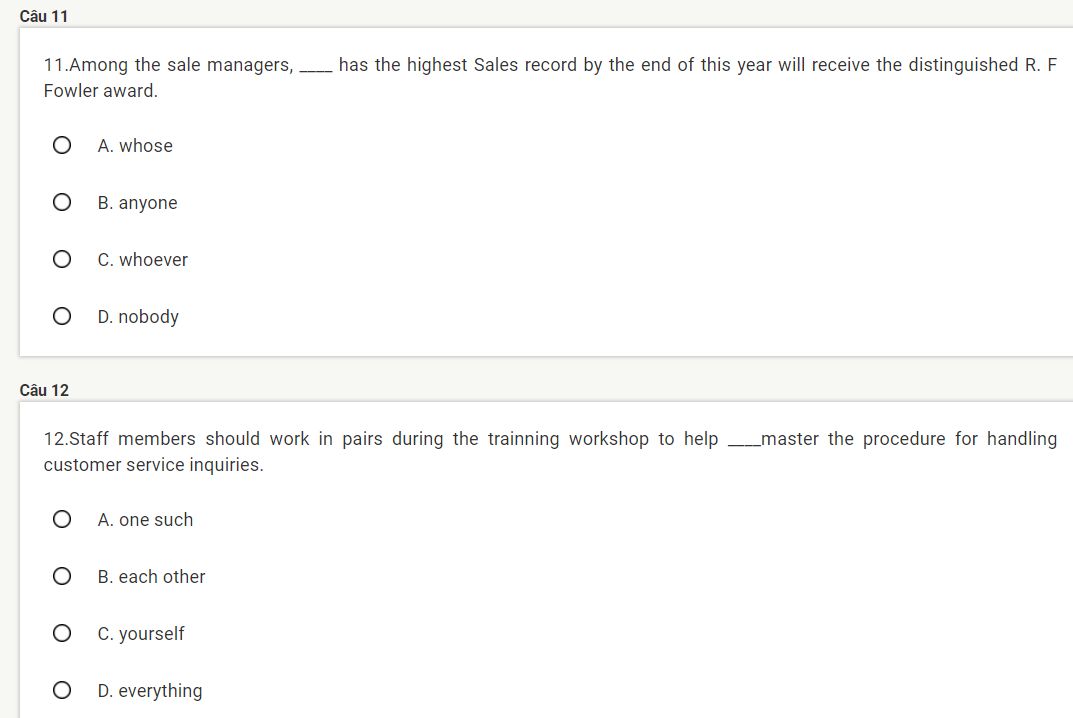 Câu 11
11.Among the sale managers, ____ has the highest Sales record by the end of this year will receive the distinguished R. F
Fowler award.
A. whose
B. anyone
C. whoever
D. nobody
Câu 12
12.Staff members should work in pairs during the trainning workshop to help ____master the procedure for handling
customer service inquiries.
A. one such
B. each other
C. yourself
D. everything